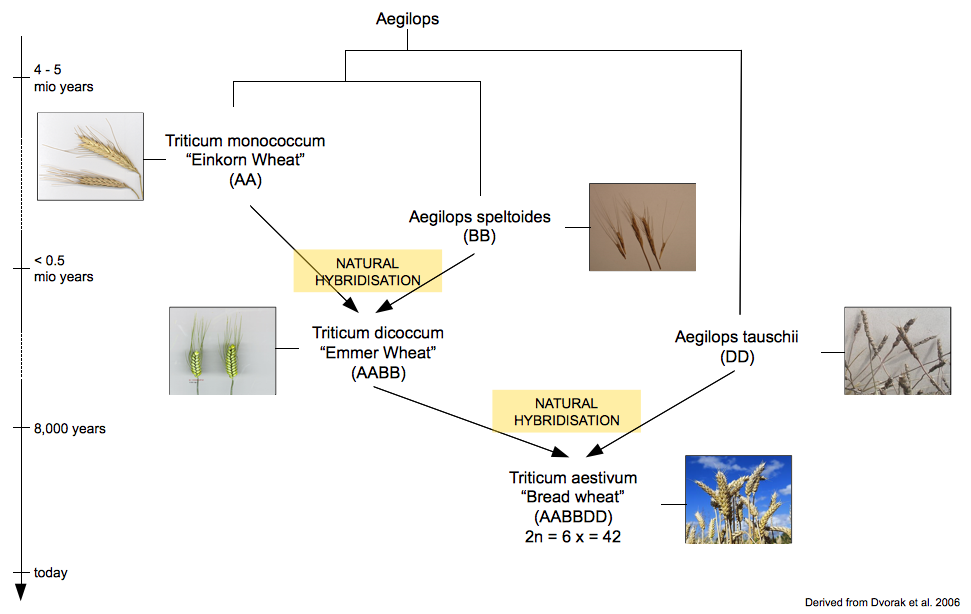 Aegilops
4 - 5
mio years
Triticum monococcum
“Einkorn Wheat”
(AA)
Aegilops speltoides
(BB)
NATURAL
HYBRIDISATION
< 0.5
mio years
Triticum dicoccum
“Emmer Wheat”
(AABB)
Aegilops tauschii
(DD)
NATURAL
HYBRIDISATION
8,000 years
Triticum aestivum
“Bread wheat”
(AABBDD)
2n = 6 x = 42
today
Derived from Dvorak et al. 2006